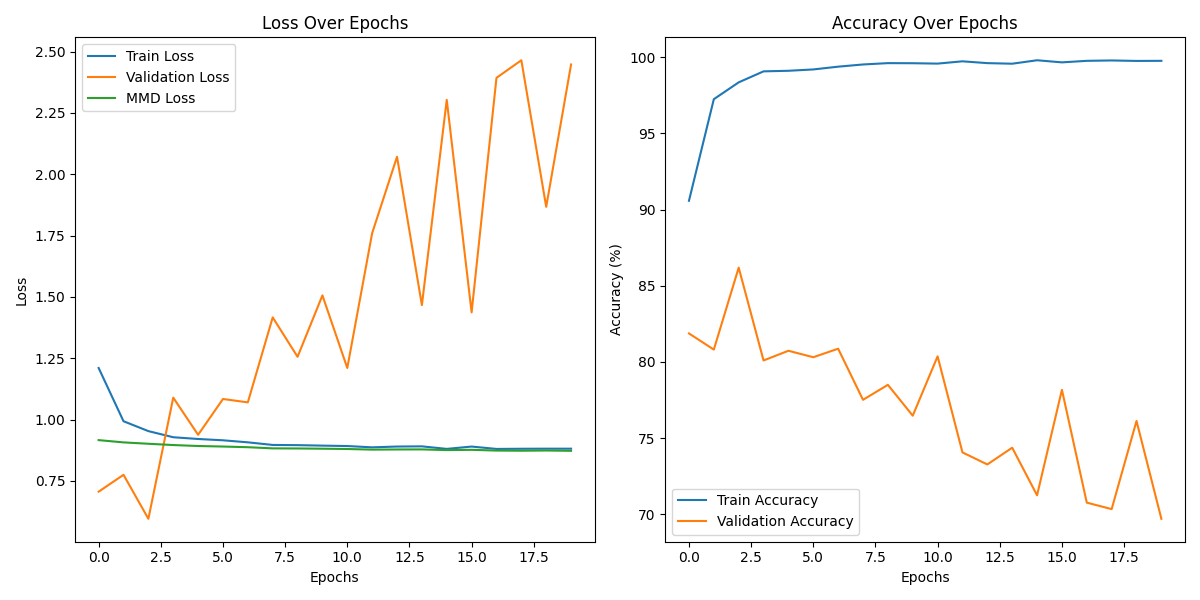 Loss Over Epochs
Train Loss
Validation Loss
MMD Loss
2.50
2.25
2.00
1.75
1.50
1.25
1.00
0.75
Loss
0.0 2.5 5.0 7.5 10.0 12.5 15.0 17.5
Epochs
Accuracy Over Epochs
100
95
90
85
80
75
70
Accuracy (%)
Train Accuracy
Validation Accuracy
0.0 2.5 5.0 7.5 10.0 12.5 15.0 17.5
Epochs